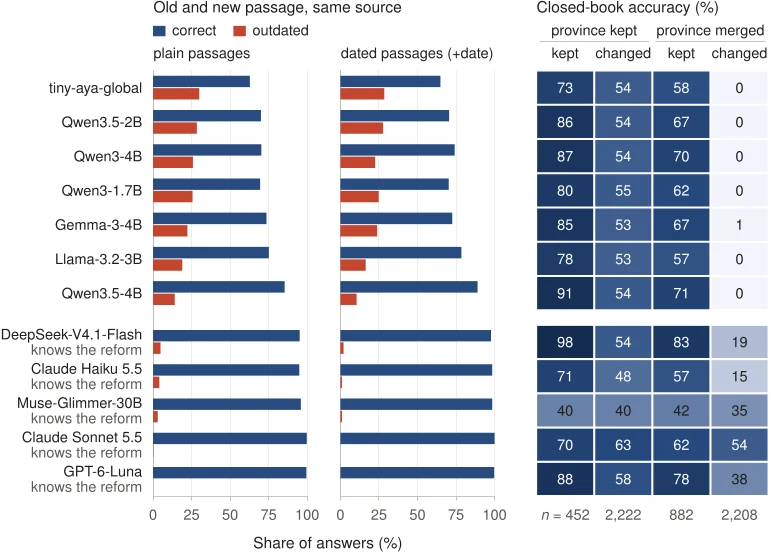 Old and new passage, same source
correct outdated
plain passages dated passages (+date)
Closed-book accuracy (%)
province kept province merged
kept changed kept changed
tiny-aya-global 73 54 58 0
Qwen3.5-2B 86 54 67 0
Qwen3-4B 87 54 70 0
Qwen3-1.7B 80 55 62 0
Gemma-3-4B 85 53 67 1
Llama-3.2-3B 78 53 57 0
Qwen3.5-4B 91 54 71 0
DeepSeek-V4.1-Flash 98 54 83 19
knows the reform
Claude Haiku 5.5 71 48 57 15
knows the reform
Muse-Glimmer-30B 40 40 42 35
knows the reform
Claude Sonnet 5.5 70 63 62 54
knows the reform
GPT-6-Luna 88 58 78 38
knows the reform
0 25 50 75 100 0 25 50 75 100
n = 452 2,222 882 2,208
Share of answers (%)